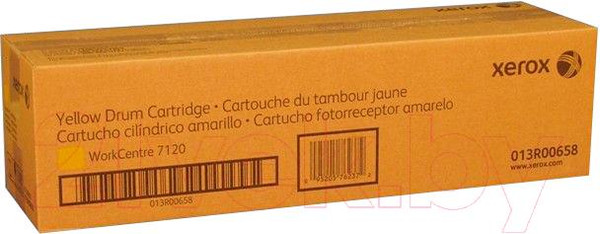 xerox
Yellow Drum Cartridge • Cartouche du tambour jaune
Cartucho cilíndrico amarillo • Cartucho fotorreceptor amarelo
WorkCentre 7120
013R00658
013R00658
www.xerox.com